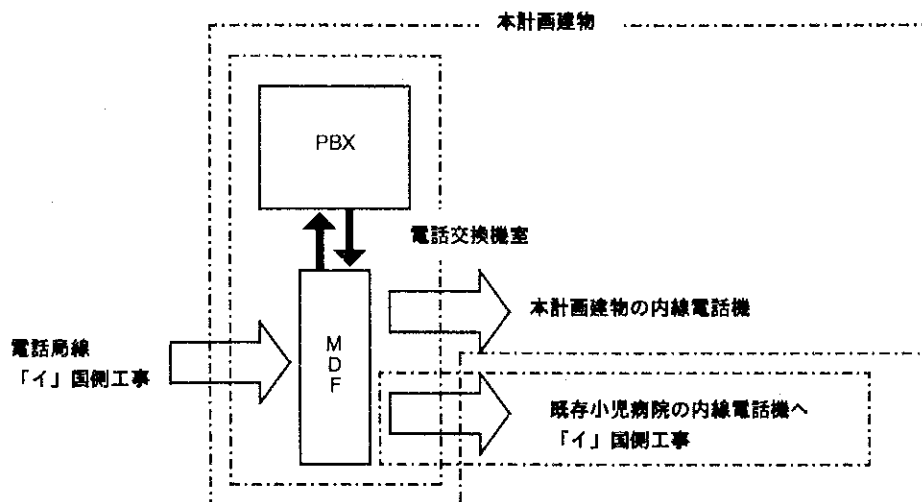 本計画建物
PBX
電話交換機室
本計画建物の内線電話機
電話局線
「イ」国側工事
MDF
既存小児病院の内線電話機へ
「イ」国側工事